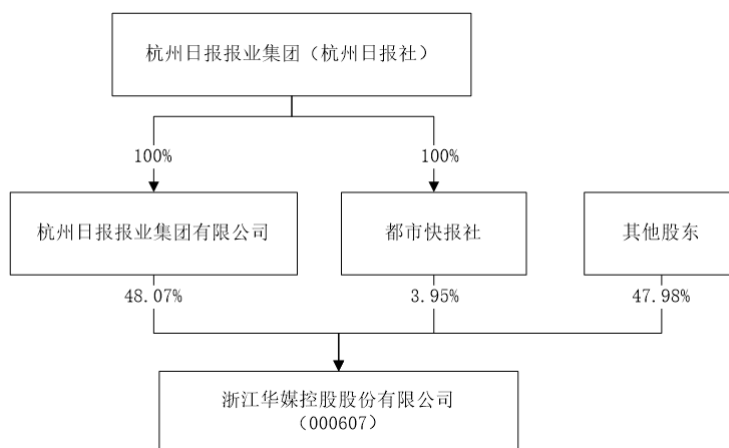 杭州日报报业集团（杭州日报社）
100%
100%
杭州日报报业集团有限公司
都市快报社
其他股东
48.07%
3.95%
47.98%
浙江华媒控股股份有限公司
（000607）